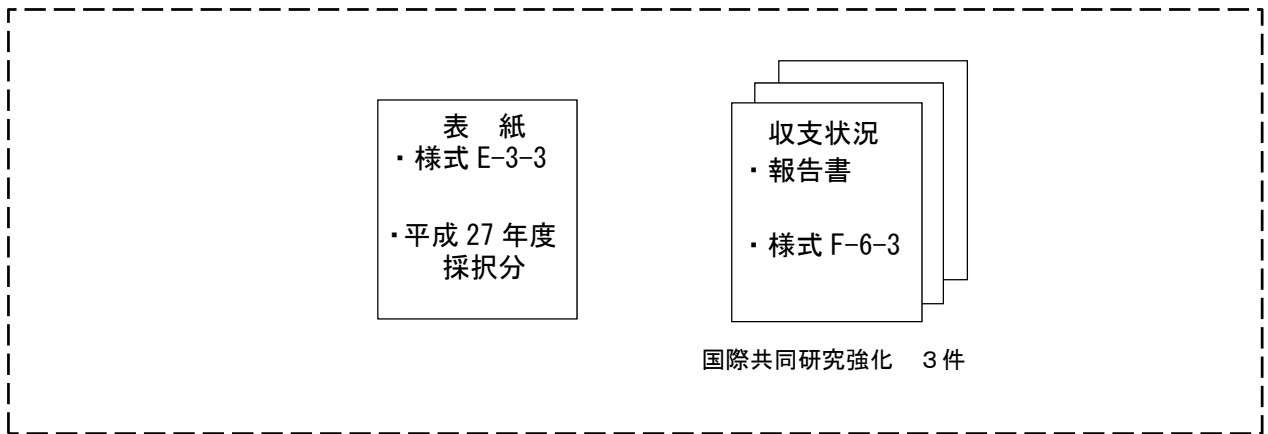 表　紙
・様式 E-3-3
・平成 27 年度
採択分
収支状況
・報告書
・様式 F-6-3
国際共同研究強化　３件